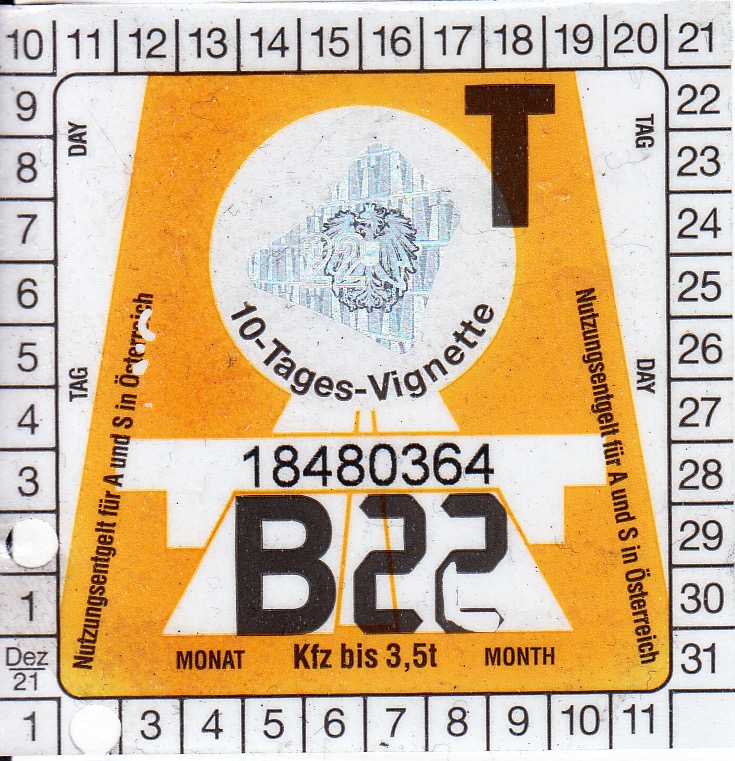 10 11 12 13 14 15 16 17 18 19 20 21
9 22
8 23
7 24
6 25
5 26
4 27
3 28
29
1 30
Dez
21
31
1 3 4 5 6 7 8 9 10 11
DAY
TAG
T
TAG
DAY
Nutzungsentgelt für A und S in Österreich
Nutzungsentgelt für A und S in Österreich
10-Tages-Vignette
18480364
B22
MONAT Kfz bis 3,5t MONTH